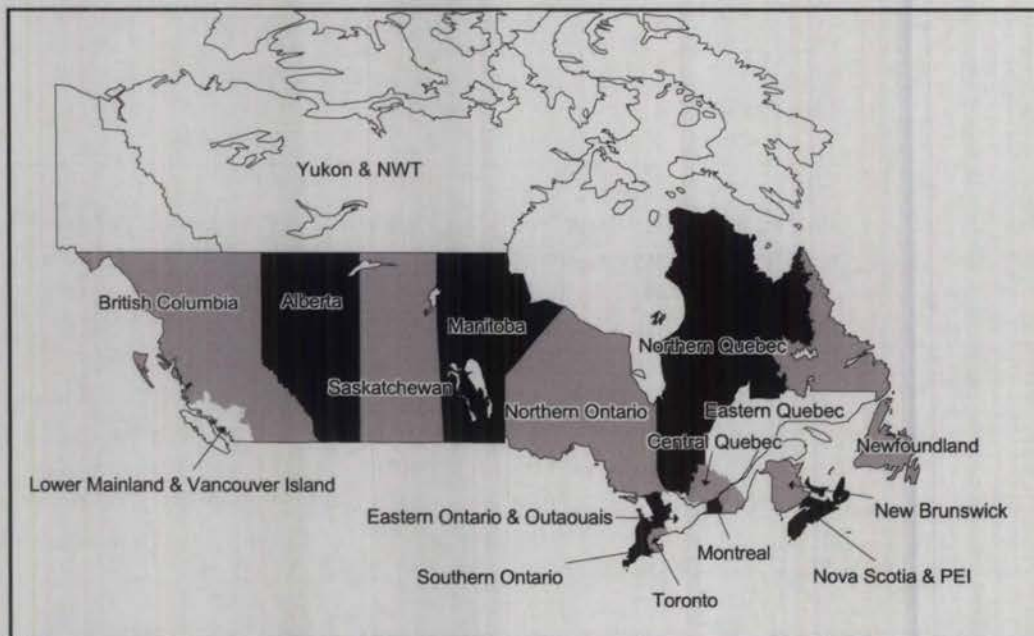 Yukon & NWT
British Columbia
Alberta
Manitoba
Northern Quebec
Saskatchewan
Northern Ontario
Eastern Quebec
Central Quebec
Newfoundland
Lower Mainland & Vancouver Island
Eastern Ontario & Outaouais
New Brunswick
Montreal
Southern Ontario
Nova Scotia & PEI
Toronto